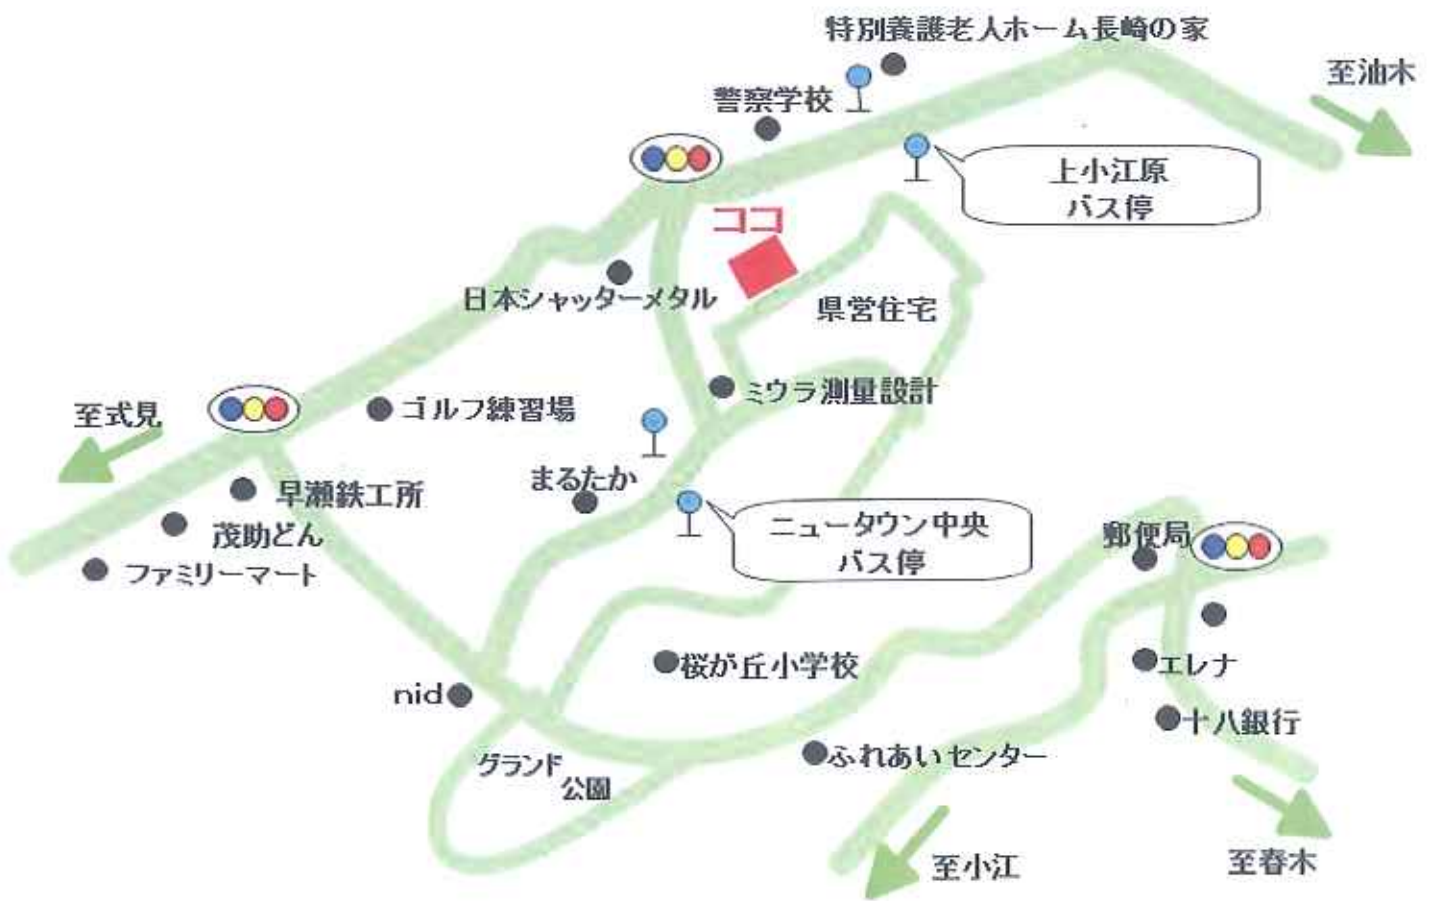 特別養護老人ホーム長崎の家
至油木
警察学校
上小江原
バス停
ココ
日本シャッターメタル
県営住宅
ミウラ測量設計
至式見
ゴルフ練習場
まるたか
早瀬鉄工所
茂助どん
ファミリーマート
ニュータウン中央
バス停
郵便局
桜が丘小学校
エレナ
nid
十八銀行
グランド
公園
ふれあいセンター
至小江
至春木